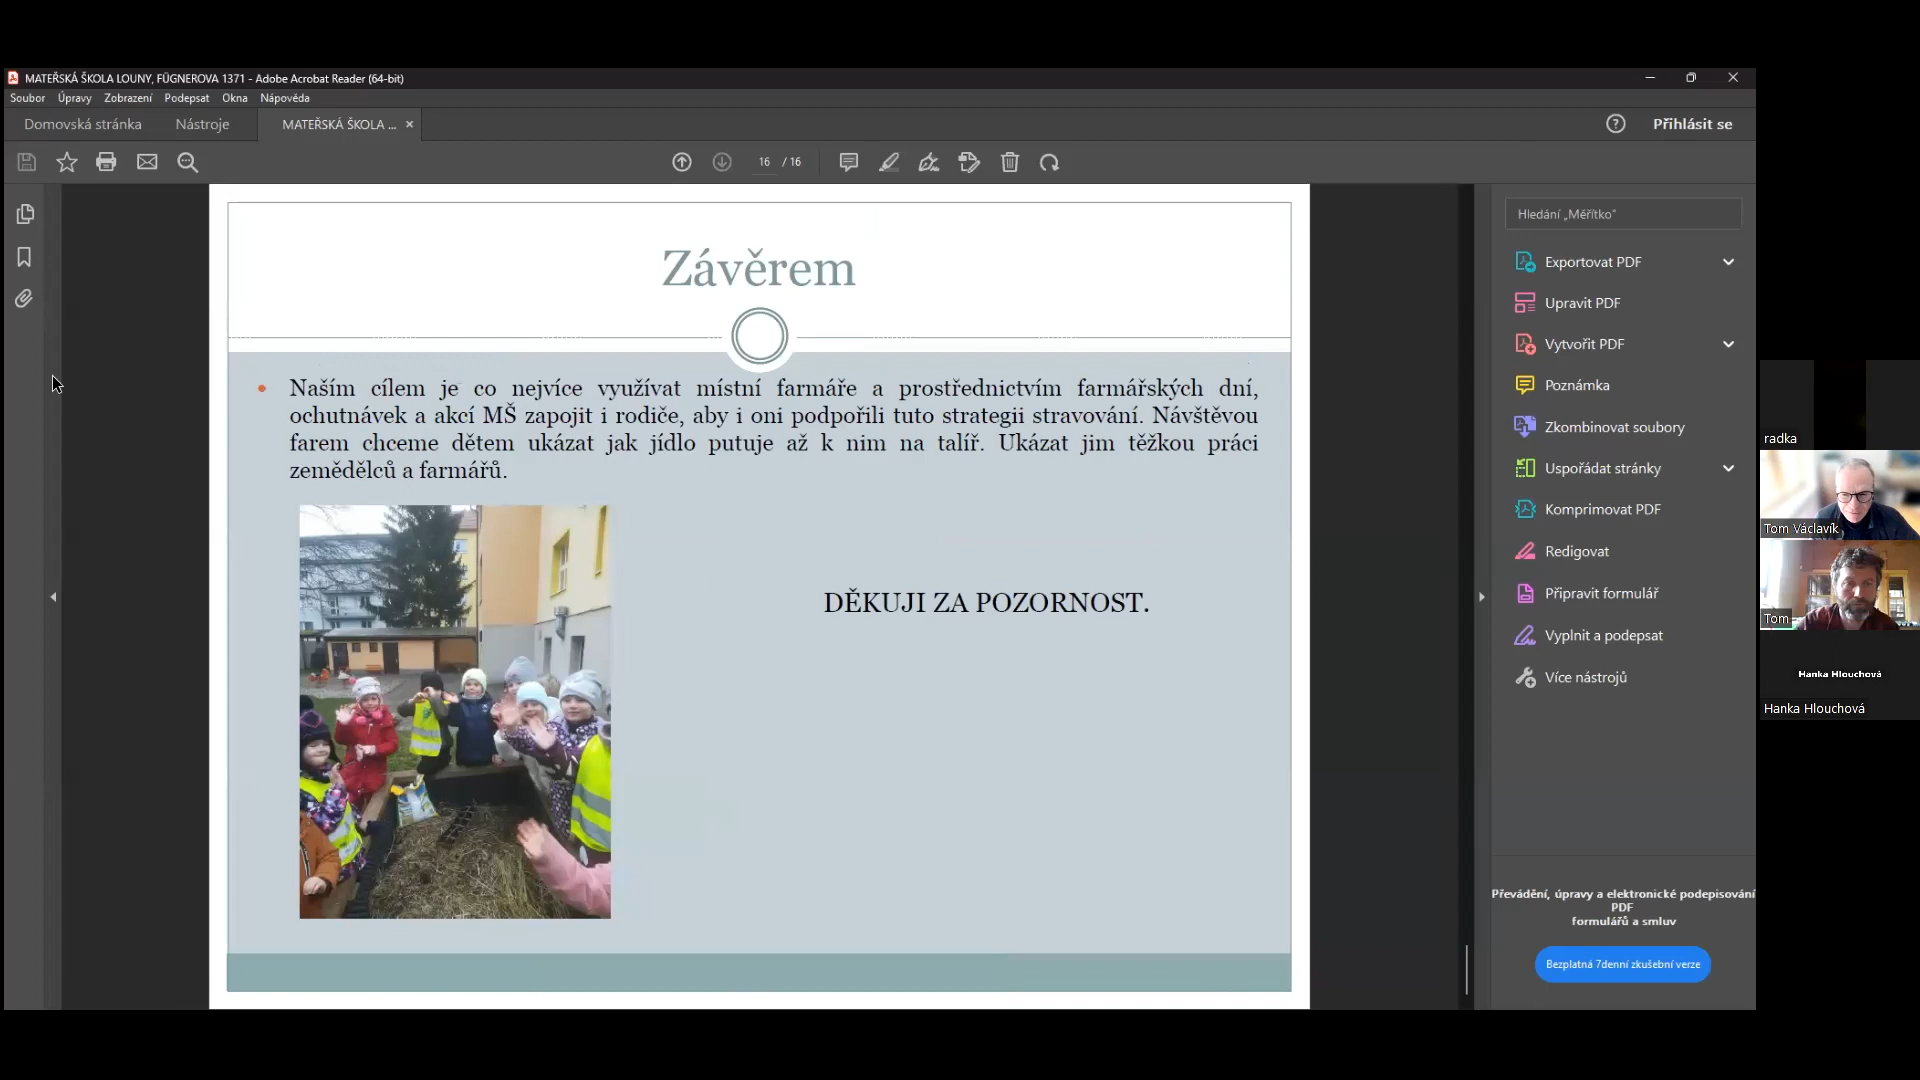 MATEŘSKÁ ŠKOLA LOUNY, FÜGNEROVA 1371 - Adobe Acrobat Reader (64-bit)
Soubor Úpravy Zobrazení Podepsat Okna Nápověda
Domovská stránka Nástroje MATEŘSKÁ ŠKOLA ... × Přihlásit se
16 / 16
Hledání „Měřítko"
Závěrem
Exportovat PDF
Upravit PDF
Vytvořit PDF
Poznámka
Zkombinovat soubory
Uspořádat stránky
Komprimovat PDF
Redigovat
Připravit formulář
Vyplnit a podepsat
Více nástrojů
• Naším cílem je co nejvíce využívat místní farmáře a prostřednictvím farmářských dní,
ochutnávek a akcí MŠ zapojit i rodiče, aby i oni podpořili tuto strategii stravování. Návštěvou
farem chceme dětem ukázat jak jídlo putuje až k nim na talíř. Ukázat jim těžkou práci
zemědělců a farmářů.
DĚKUJI ZA POZORNOST.
Převádění, úpravy a elektronické podepisování
PDF
formulářů a smluv
Bezplatná 7denní zkušební verze
radka
Tom Václavík
Tom
Hanka Hlouchová
Hanka Hlouchová